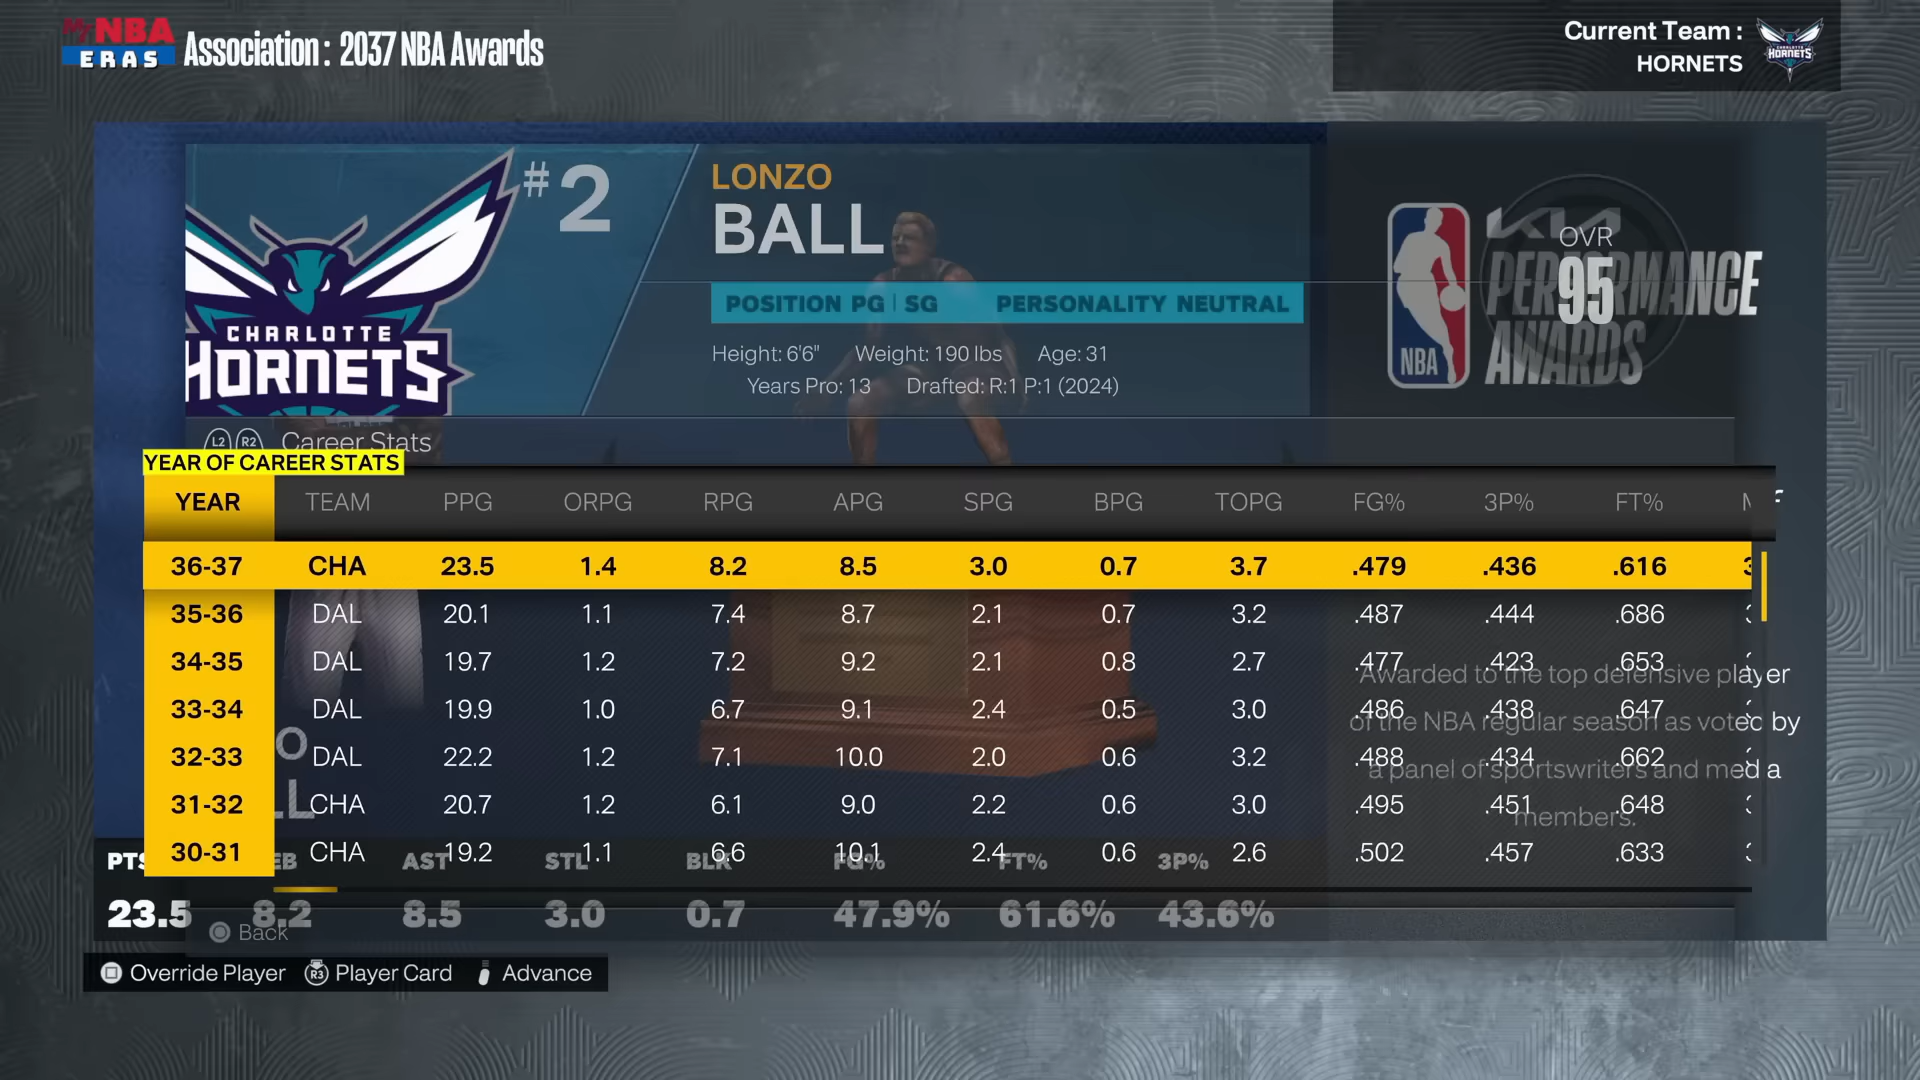 MyNBA
ERAS
Association : 2037 NBA Awards
Current Team :
HORNETS
CHARLOTTE
HORNETS
#2
LONZO
BALL
POSITION PG | SG PERSONALITY NEUTRAL
Height: 6'6" Weight: 190 lbs Age: 31
Years Pro: 13 Drafted: R:1 P:1 (2024)
CHARLOTTE
HORNETS
NBA
KIA
PERFORMANCE
AWARDS
OVR
95
L2 R2 Career Stats
YEAR OF CAREER STATS
YEAR TEAM PPG ORPG RPG APG SPG BPG TOPG FG% 3P% FT%
36-37 CHA 23.5 1.4 8.2 8.5 3.0 0.7 3.7 .479 .436 .616
35-36 DAL 20.1 1.1 7.4 8.7 2.1 0.7 3.2 .487 .444 .686
34-35 DAL 19.7 1.2 7.2 9.2 2.1 0.8 2.7 .477 .423 .653
33-34 DAL 19.9 1.0 6.7 9.1 2.4 0.5 3.0 .486 .438 .647
32-33 DAL 22.2 1.2 7.1 10.0 2.0 0.6 3.2 .488 .434 .662
31-32 CHA 20.7 1.2 6.1 9.0 2.2 0.6 3.0 .495 .451 .648
30-31 CHA 19.2 1.1 6.6 10.1 2.4 0.6 2.6 .502 .457 .633
Awarded to the top defensive player
of the NBA regular season as voted by
a panel of sportswriters and media
members.
PTS AST STL BLK FG% FT% 3P%
23.5 8.2 8.5 3.0 0.7 47.9% 61.6% 43.6%
Back
Override Player R3 Player Card Advance